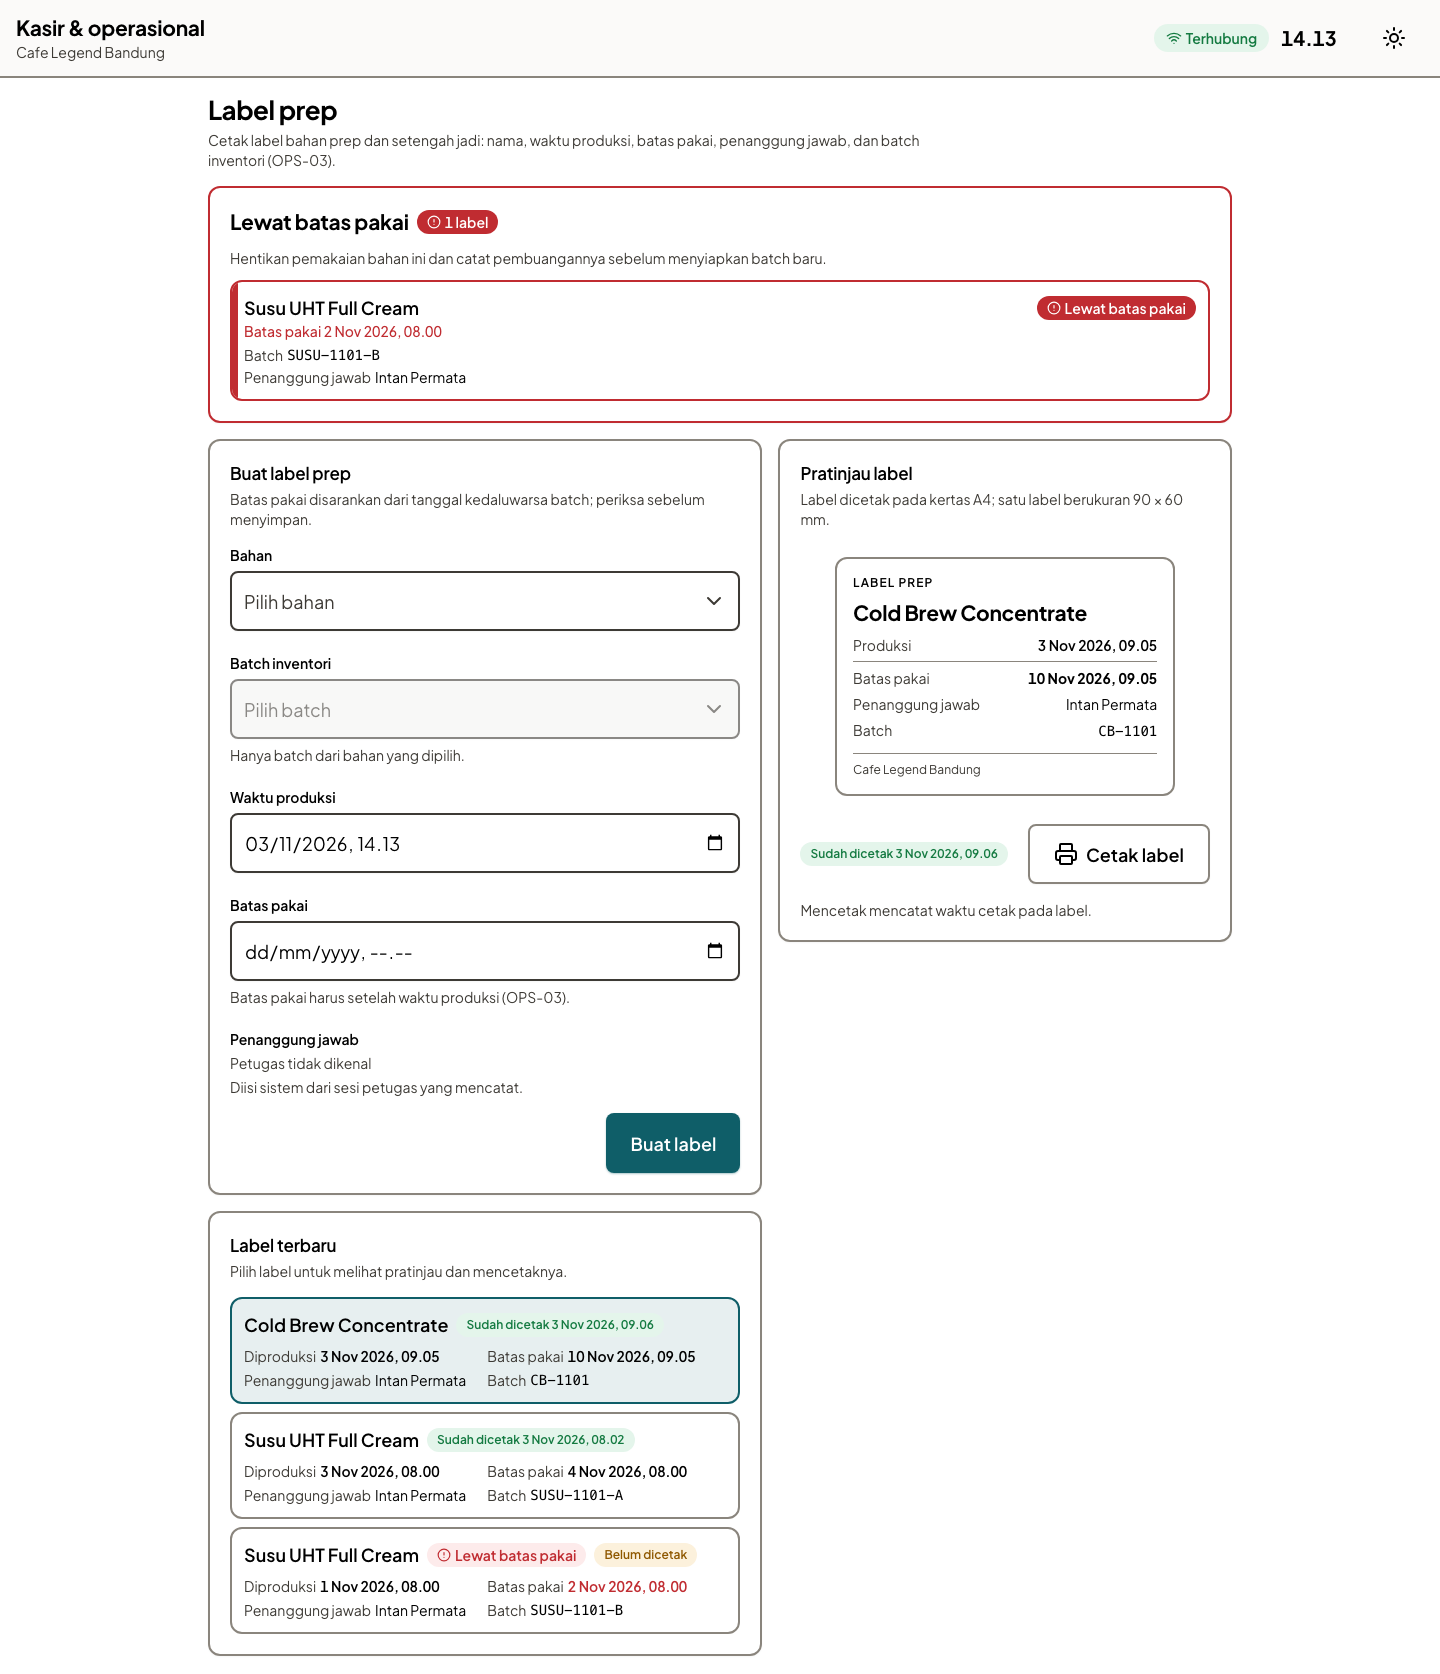 Kasir & operasional
Cafe Legend Bandung
Terhubung
14.13
Label prep
Cetak label bahan prep dan setengah jadi: nama, waktu produksi, batas pakai, penanggung jawab, dan batch
inventori (OPS-03).
Lewat batas pakai
1 label
Hentikan pemakaian bahan ini dan catat pembuangannya sebelum menyiapkan batch baru.
Susu UHT Full Cream
Lewat batas pakai
Batas pakai 2 Nov 2026, 08.00
Batch SUSU-1101-B
Penanggung jawab Intan Permata
Buat label prep
Batas pakai disarankan dari tanggal kedaluwarsa batch; periksa sebelum
menyimpan.
Bahan
Pilih bahan
Batch inventori
Pilih batch
Hanya batch dari bahan yang dipilih.
Waktu produksi
03/11/2026, 14.13
Batas pakai
dd/mm/yyyy, --.--
Batas pakai harus setelah waktu produksi (OPS-03).
Penanggung jawab
Petugas tidak dikenal
Diisi sistem dari sesi petugas yang mencatat.
Buat label
Pratinjau label
Label dicetak pada kertas A4; satu label berukuran 90 × 60
mm.
LABEL PREP
Cold Brew Concentrate
Produksi 3 Nov 2026, 09.05
Batas pakai 10 Nov 2026, 09.05
Penanggung jawab Intan Permata
Batch CB-1101
Cafe Legend Bandung
Sudah dicetak 3 Nov 2026, 09.06
Cetak label
Mencetak mencatat waktu cetak pada label.
Label terbaru
Pilih label untuk melihat pratinjau dan mencetaknya.
Cold Brew Concentrate Sudah dicetak 3 Nov 2026, 09.06
Diproduksi 3 Nov 2026, 09.05 Batas pakai 10 Nov 2026, 09.05
Penanggung jawab Intan Permata Batch CB-1101
Susu UHT Full Cream Sudah dicetak 3 Nov 2026, 08.02
Diproduksi 3 Nov 2026, 08.00 Batas pakai 4 Nov 2026, 08.00
Penanggung jawab Intan Permata Batch SUSU-1101-A
Susu UHT Full Cream Lewat batas pakai Belum dicetak
Diproduksi 1 Nov 2026, 08.00 Batas pakai 2 Nov 2026, 08.00
Penanggung jawab Intan Permata Batch SUSU-1101-B